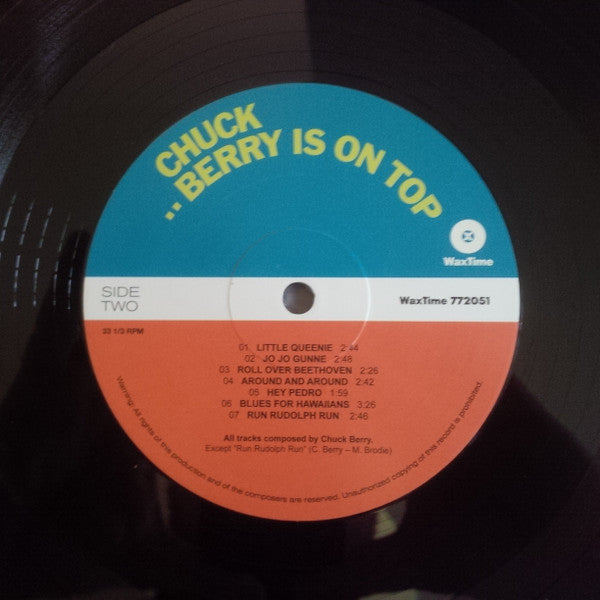 CHUCK
.. BERRY IS ON TOP
WaxTime
SIDE
TWO
WaxTime 772051
33 1/3 RPM
01 LITTLE QUEENIE 2:44
02 JO JO GUNNE 2:48
03 ROLL OVER BEETHOVEN 2:26
04 AROUND AND AROUND 2:42
05 HEY PEDRO 1:59
06 BLUES FOR HAWAIIANS 3:26
07 RUN RUDOLPH RUN 2:46
All tracks composed by Chuck Berry,
Except "Run Rudolph Run" (C. Berry – M. Brodie)
Warning: All rights of this production and of the composers are reserved. Unauthorized copying of this record is prohibited.